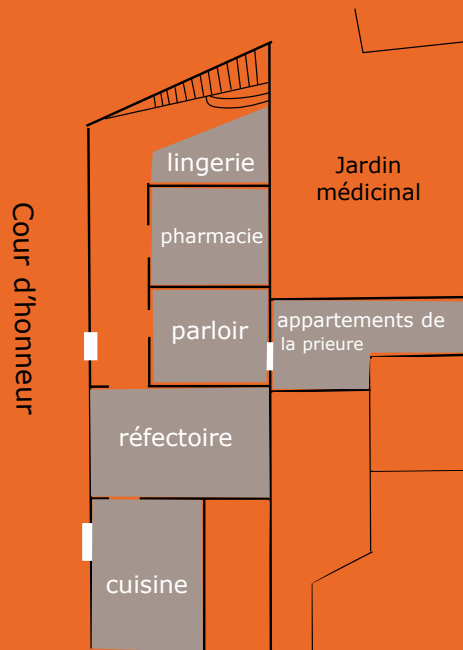 lingerie
Jardin
médicinal
pharmacie
Cour d'honneur
parloir
appartements de
la prieure
réfectoire
cuisine